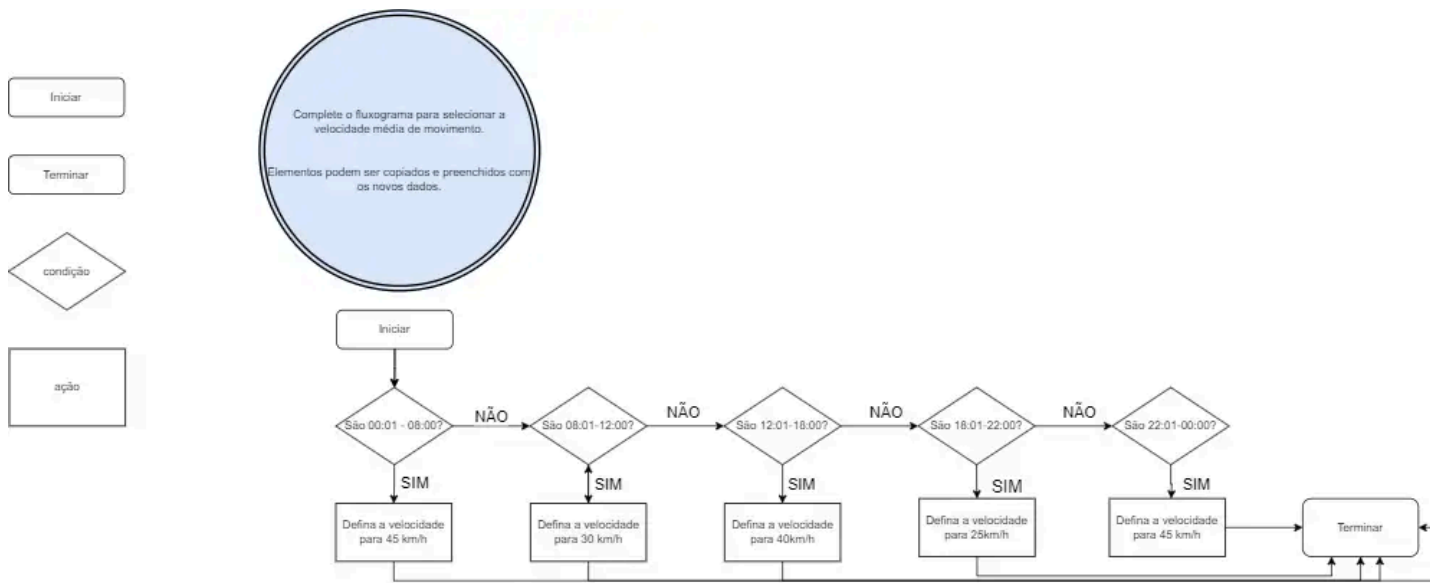 Iniciar
Terminar
condição
ação
Complete o fluxograma para selecionar a
velocidade média de movimento.
Elementos podem ser copiados e preenchidos com
os novos dados.
Iniciar
São 00:01 - 08:00?
NÃO
São 08:01-12:00?
NÃO
São 12:01-18:00?
NÃO
São 18:01-22:00?
NÃO
São 22:01-00:00?
SIM
SIM
SIM
SIM
SIM
Defina a velocidade
para 45 km/h
Defina a velocidade
para 30 km/h
Defina a velocidade
para 40km/h
Defina a velocidade
para 25km/h
Defina a velocidade
para 45 km/h
Terminar